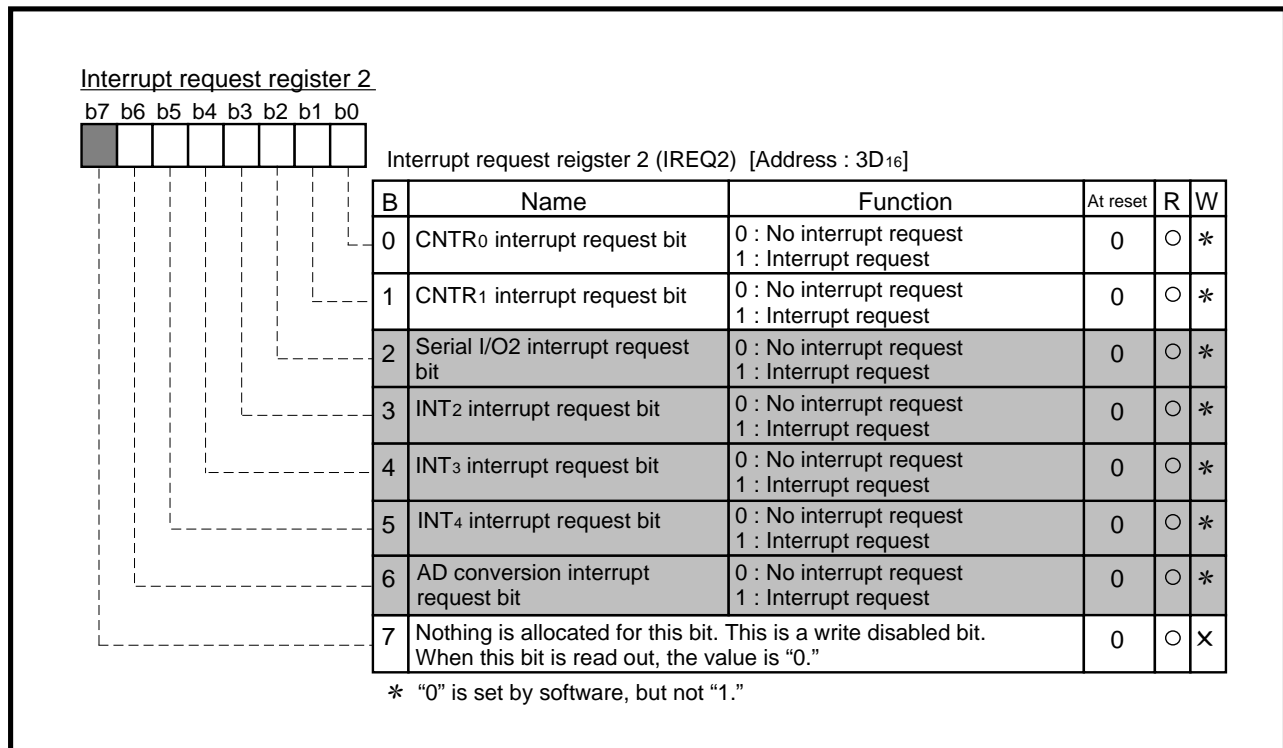 Interrupt request register 2
b7 b6 b5 b4 b3 b2 b1 b0
Interrupt request reigster 2 (IREQ2) [Address : 3D16]
B Name Function At reset R W
0 CNTR0 interrupt request bit 0 : No interrupt request 0 ○ *
1 : Interrupt request
1 CNTR1 interrupt request bit 0 : No interrupt request 0 ○ *
1 : Interrupt request
2 Serial I/O2 interrupt request 0 : No interrupt request 0 ○ *
bit 1 : Interrupt request
3 INT2 interrupt request bit 0 : No interrupt request 0 ○ *
1 : Interrupt request
4 INT3 interrupt request bit 0 : No interrupt request 0 ○ *
1 : Interrupt request
5 INT4 interrupt request bit 0 : No interrupt request 0 ○ *
1 : Interrupt request
6 AD conversion interrupt 0 : No interrupt request 0 ○ *
request bit 1 : Interrupt request
7 Nothing is allocated for this bit. This is a write disabled bit. 0 ○ ×
When this bit is read out, the value is “0.”
* “0” is set by software, but not “1.”